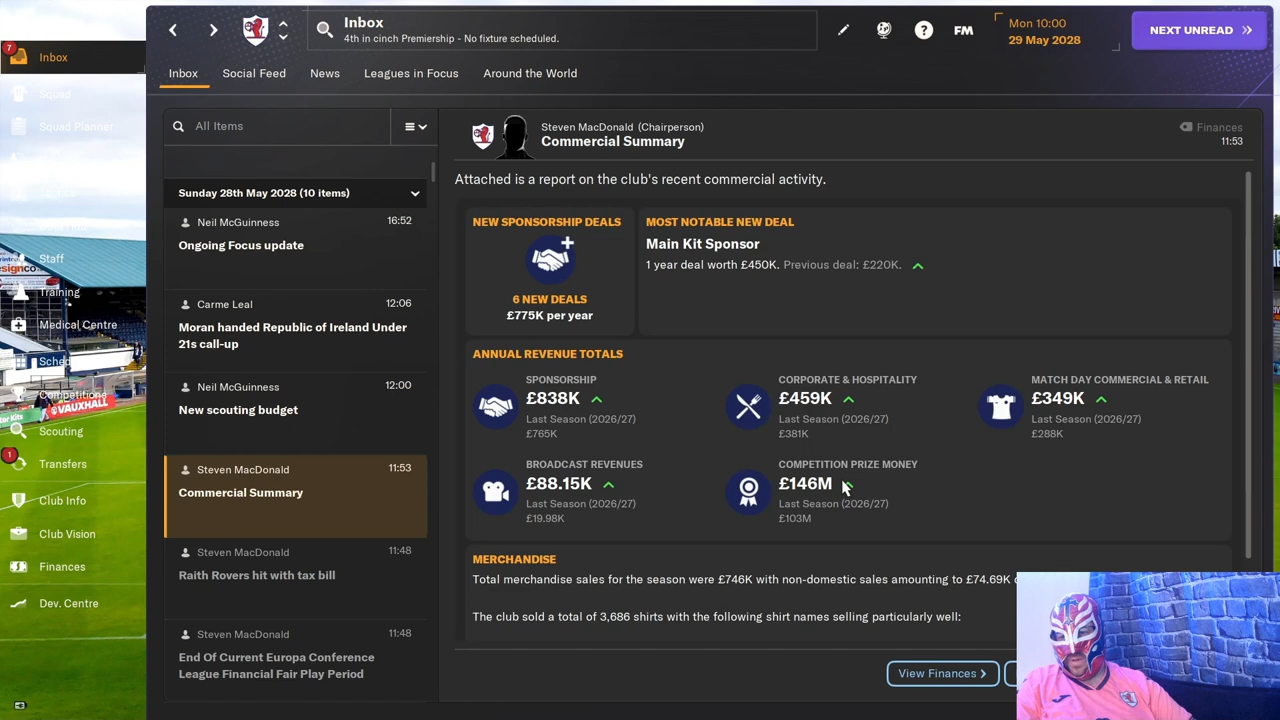 Inbox
4th in cinch Premiership - No fixture scheduled.
FM
Mon 10:00
29 May 2028
NEXT UNREAD
7
Inbox
Squad
Squad Planner
Staff
Training
Medical Centre
Sched
Competitions
VAUXHALL
Scouting
1
Transfers
Club Info
Club Vision
Finances
Dev. Centre
Inbox
Social Feed
News
Leagues in Focus
Around the World
All Items
Sunday 28th May 2028 (10 items)
Neil McGuinness
16:52
Ongoing Focus update
Carme Leal
12:06
Moran handed Republic of Ireland Under
21s call-up
Neil McGuinness
12:00
New scouting budget
Steven MacDonald
11:53
Commercial Summary
Steven MacDonald
11:48
Raith Rovers hit with tax bill
Steven MacDonald
11:48
End Of Current Europa Conference
League Financial Fair Play Period
Steven MacDonald (Chairperson)
Commercial Summary
Finances
11:53
Attached is a report on the club's recent commercial activity.
NEW SPONSORSHIP DEALS
6 NEW DEALS
£775K per year
MOST NOTABLE NEW DEAL
Main Kit Sponsor
1 year deal worth £450K. Previous deal: £220K.
ANNUAL REVENUE TOTALS
SPONSORSHIP
£838K
Last Season (2026/27)
£765K
CORPORATE & HOSPITALITY
£459K
Last Season (2026/27)
£381K
MATCH DAY COMMERCIAL & RETAIL
£349K
Last Season (2026/27)
£288K
BROADCAST REVENUES
£88.15K
Last Season (2026/27)
£19.98K
COMPETITION PRIZE MONEY
£146M
Last Season (2026/27)
£103M
MERCHANDISE
Total merchandise sales for the season were £746K with non-domestic sales amounting to £74.69K
The club sold a total of 3,686 shirts with the following shirt names selling particularly well:
View Finances